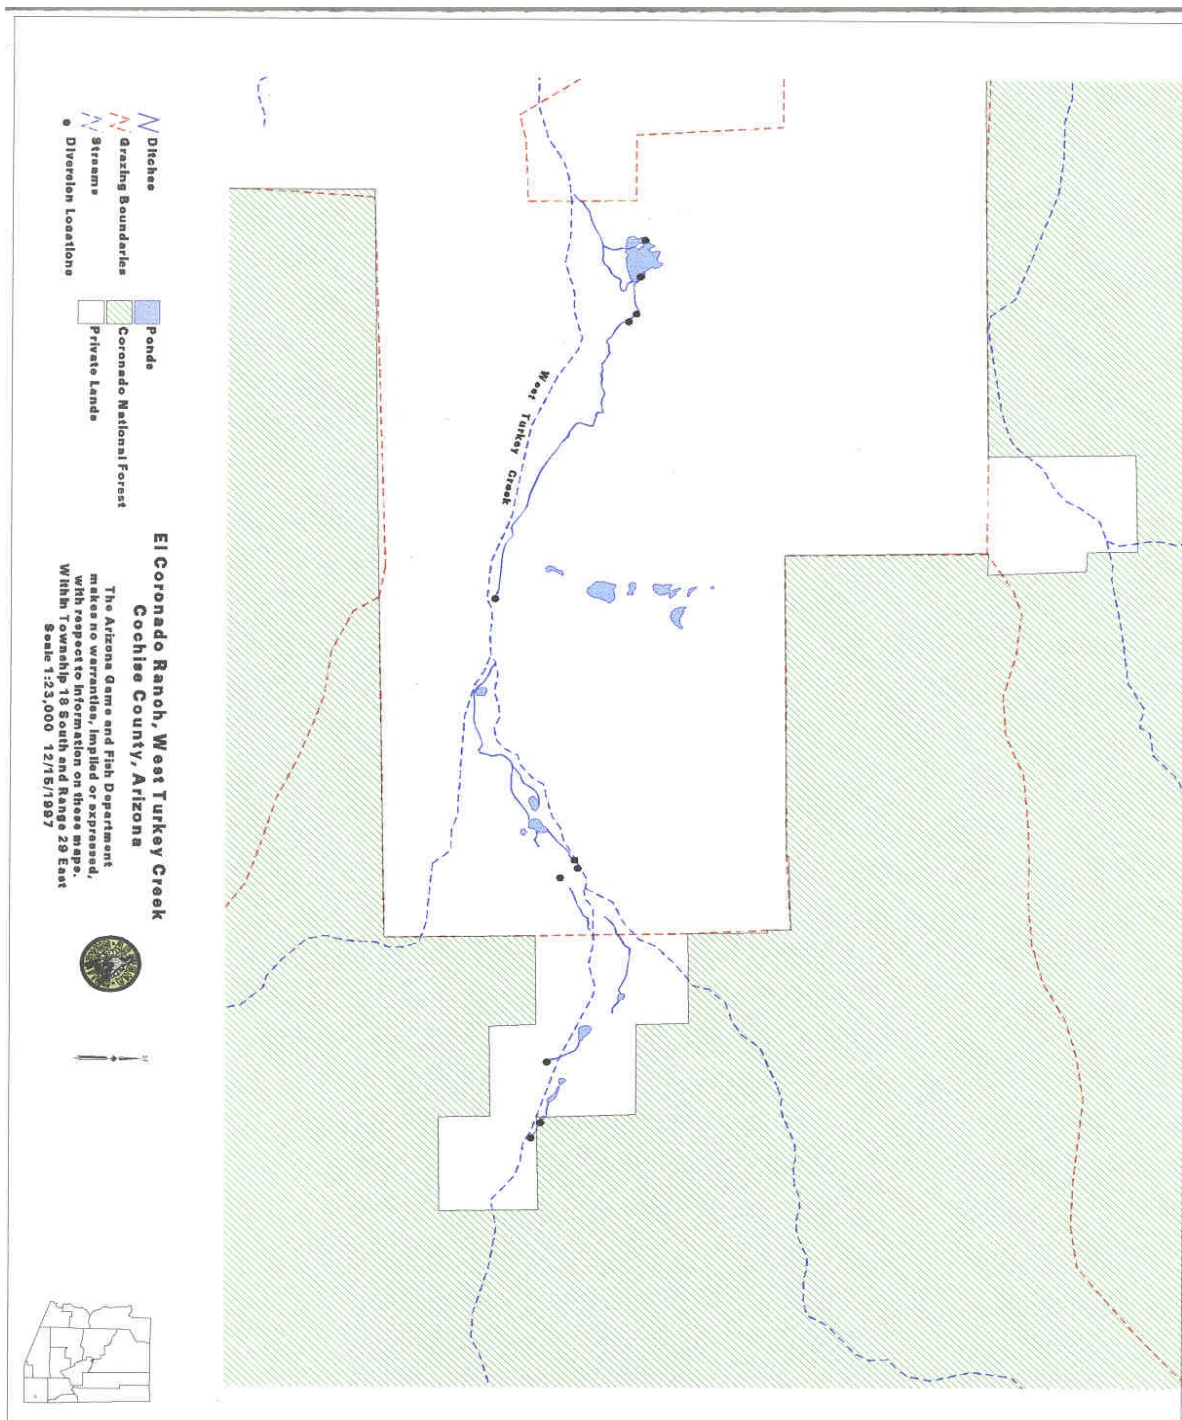 West Turkey Creek
Ditches
Grazing Boundaries
Streams
Diversion Locations
Ponds
Coronado National Forest
Private Lands
El Coronado Ranch, West Turkey Creek
Cochise County, Arizona
The Arizona Game and Fish Department
makes no warranties, implied or expressed,
with respect to information on these maps.
Within Township 18 South and Range 29 East
Scale 1:23,000 12/15/1997
N